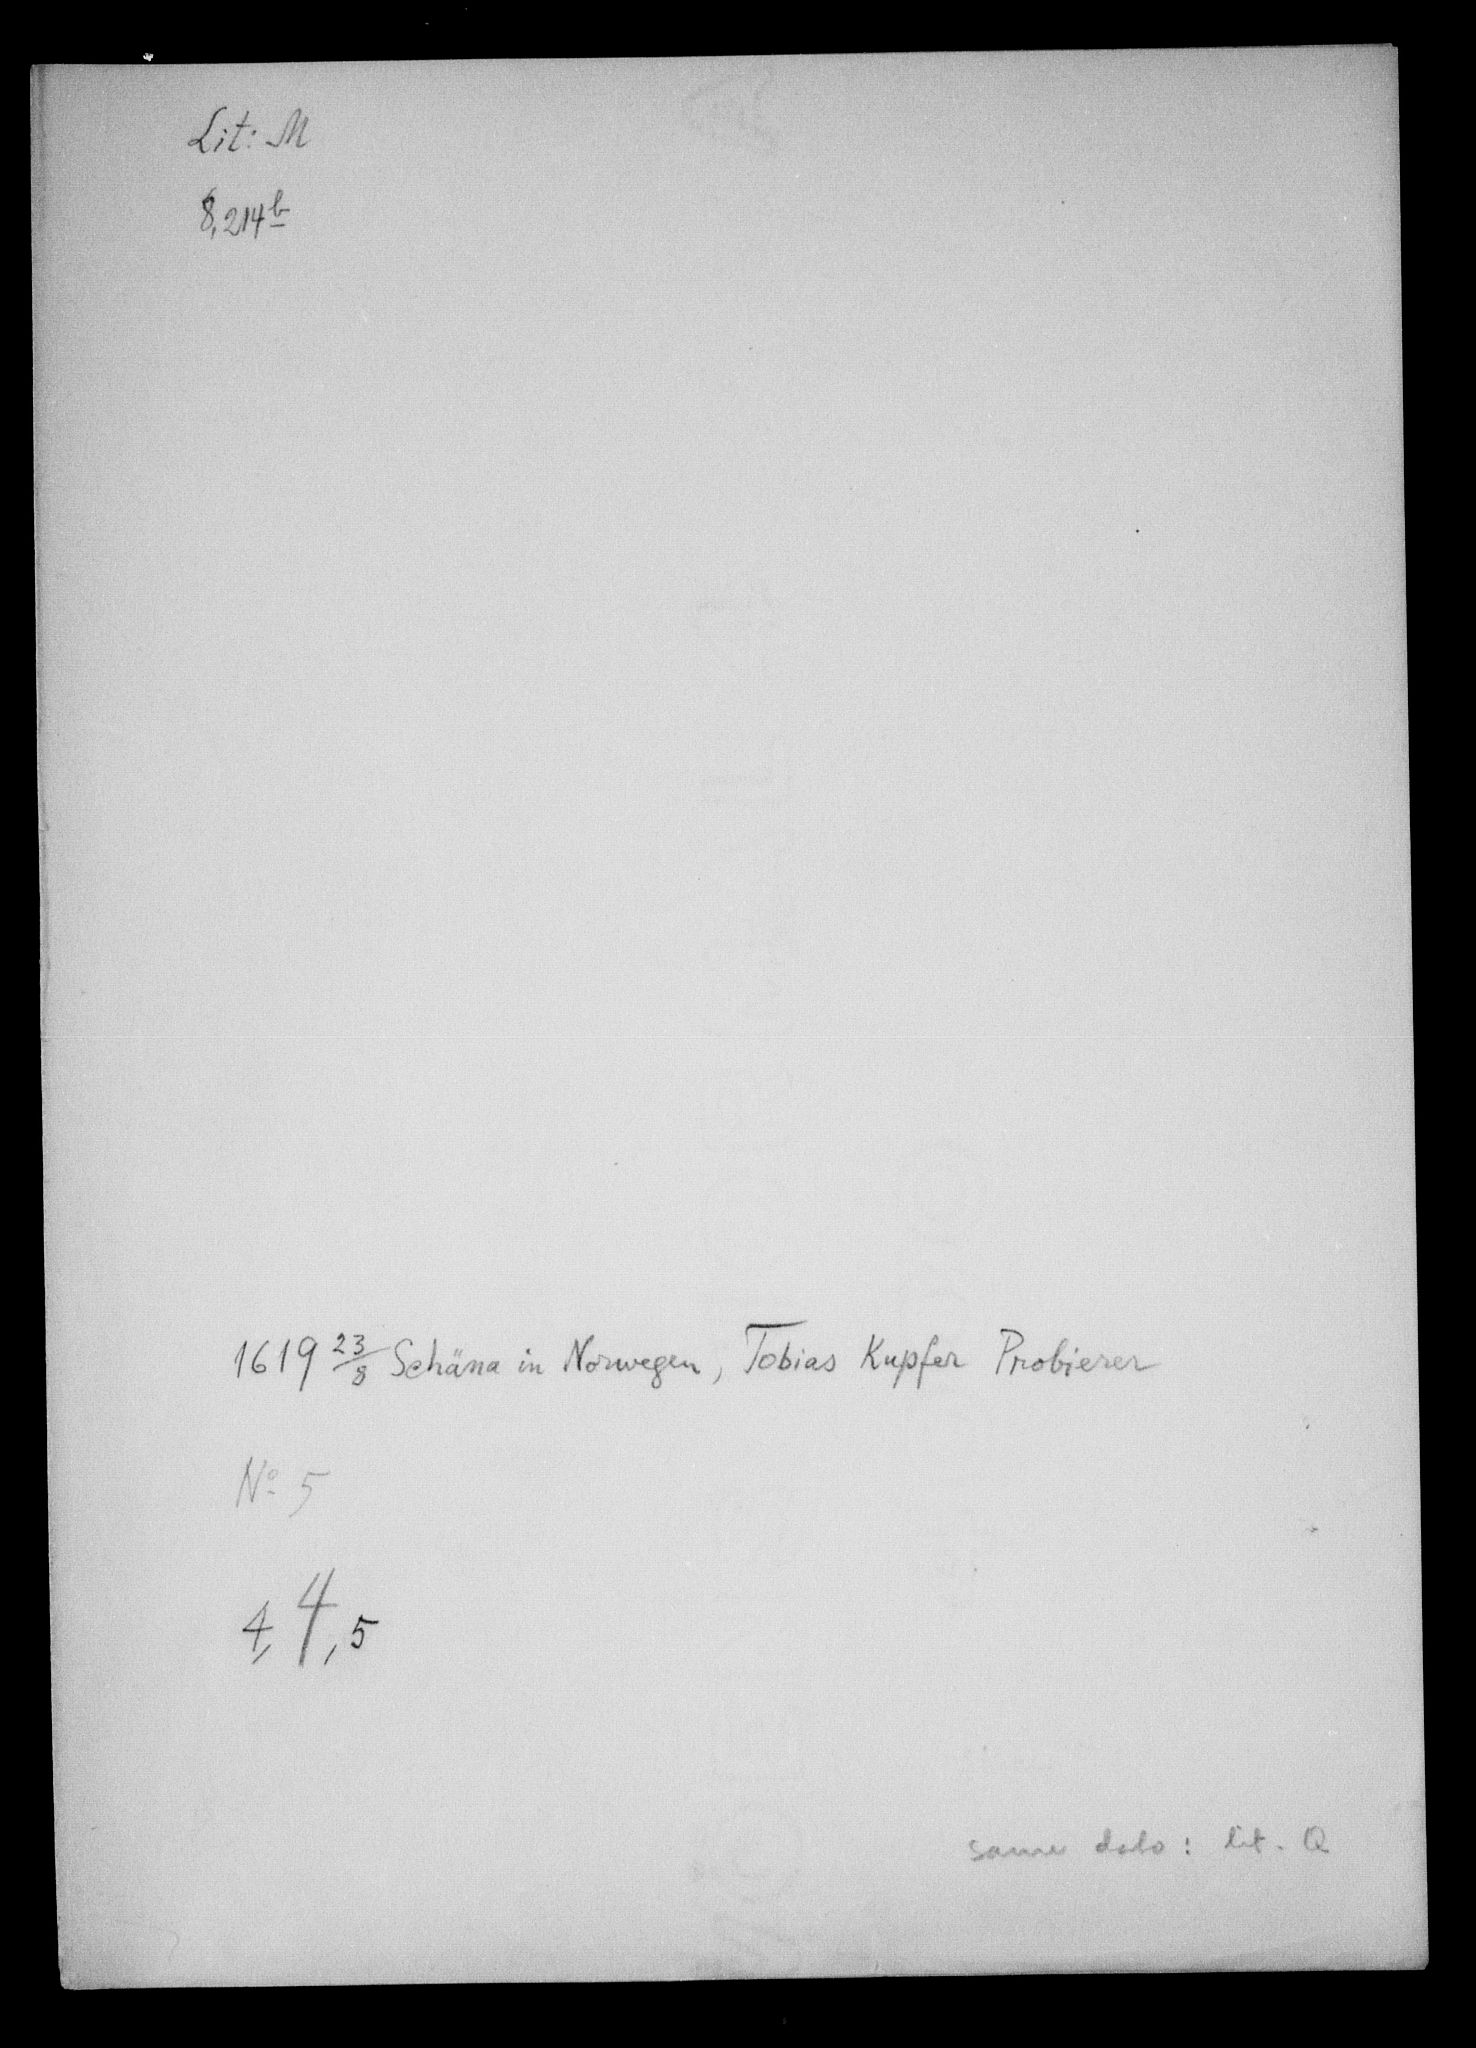 Lit: M
8,214b
1619 23/8 Schäna in Norwegen, Tobias Kupfer Probierer
No 5
4, 4, 5
same dato: lit. Q